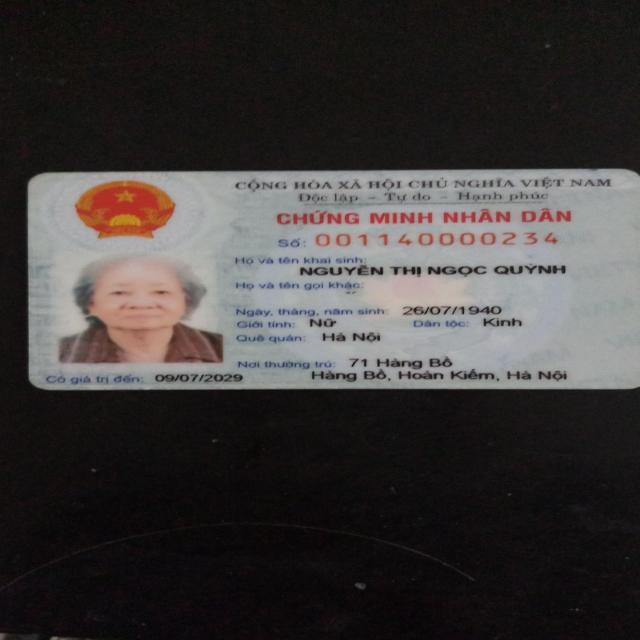 CỘNG HÒA XÃ HỘI CHỦ NGHĨA VIỆT NAM
Độc lập - Tự do - Hạnh phúc
CHỨNG MINH NHÂN DÂN
Số: 001140000234
Họ và tên khai sinh:
NGUYỄN THỊ NGỌC QUỲNH
Họ và tên gọi khác:
Ngày, tháng, năm sinh: 26/07/1940
Giới tính: Nữ Dân tộc: Kinh
Quê quán: Hà Nội
Nơi thường trú: 71 Hàng Bồ
Hàng Bồ, Hoàn Kiếm, Hà Nội
Có giá trị đến: 09/07/2029